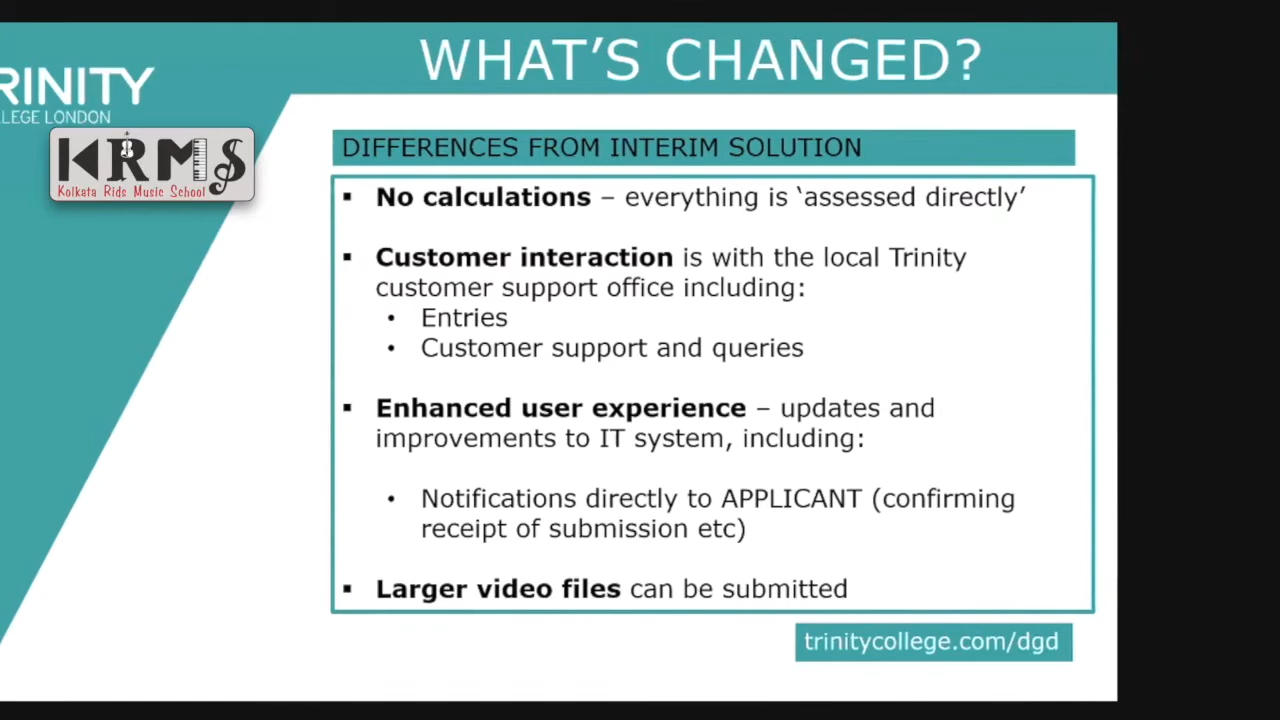 WHAT'S CHANGED?
RINITY
LLEGE LONDON
KRMS
Kolkata Rids Music School
DIFFERENCES FROM INTERIM SOLUTION
▪ No calculations – everything is ‘assessed directly’
▪ Customer interaction is with the local Trinity
customer support office including:
• Entries
• Customer support and queries
▪ Enhanced user experience – updates and
improvements to IT system, including:
• Notifications directly to APPLICANT (confirming
receipt of submission etc)
▪ Larger video files can be submitted
trinitycollege.com/dgd